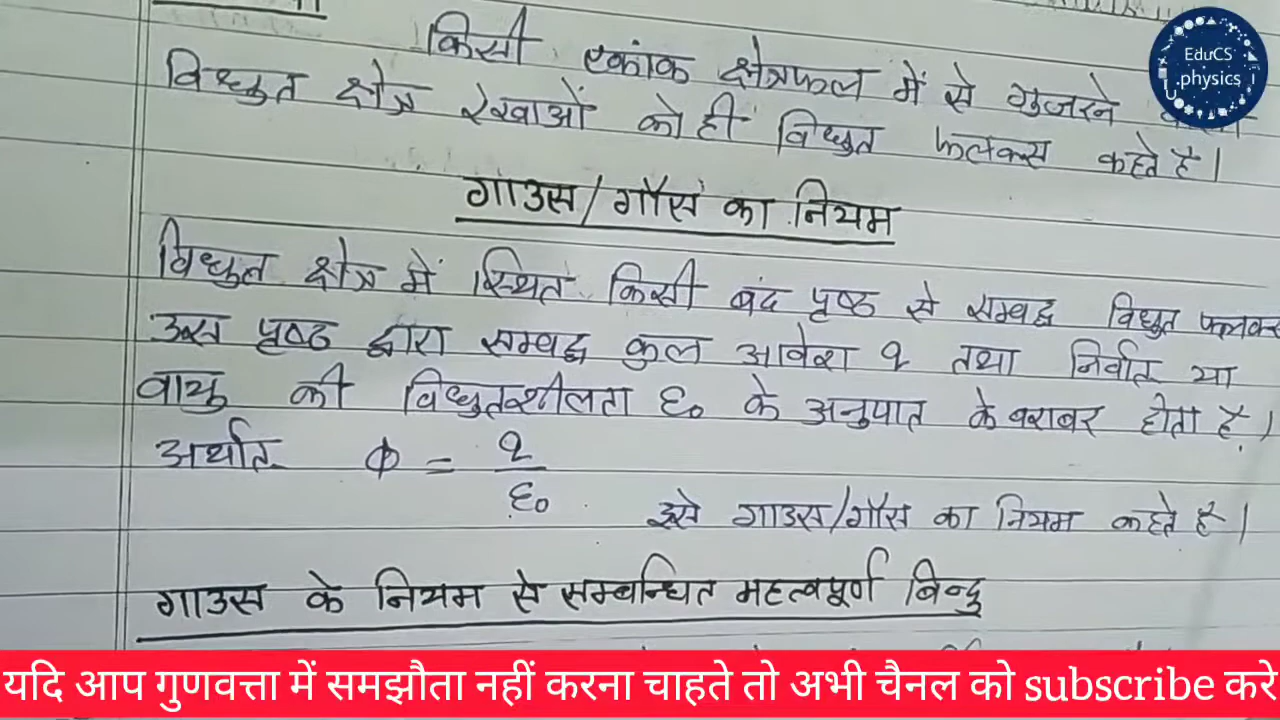 किसी एकांक क्षेत्रफल में से गुजरने
विधुत क्षेत्र रेखाओं को ही विधुत फलक्स कहते है।
गाउस/गौस का नियम
विधुत क्षेत्र में स्थित किसी बंद पृष्ठ से सम्बद्ध विधुत फ्लक्स
उस पृष्ठ द्वारा सम्बद्ध कुल आवेश q तथा निर्वात या
वायु की विधुतशीलता ε₀ के अनुपात के बराबर होता है।
अर्थात ϕ = q/ε₀
इसे गाउस/गौस का नियम कहते है।
गाउस के नियम से सम्बन्धित महत्वपूर्ण बिन्दु
EduCS
physics
यदि आप गुणवत्ता में समझौता नहीं करना चाहते तो अभी चैनल को subscribe करे